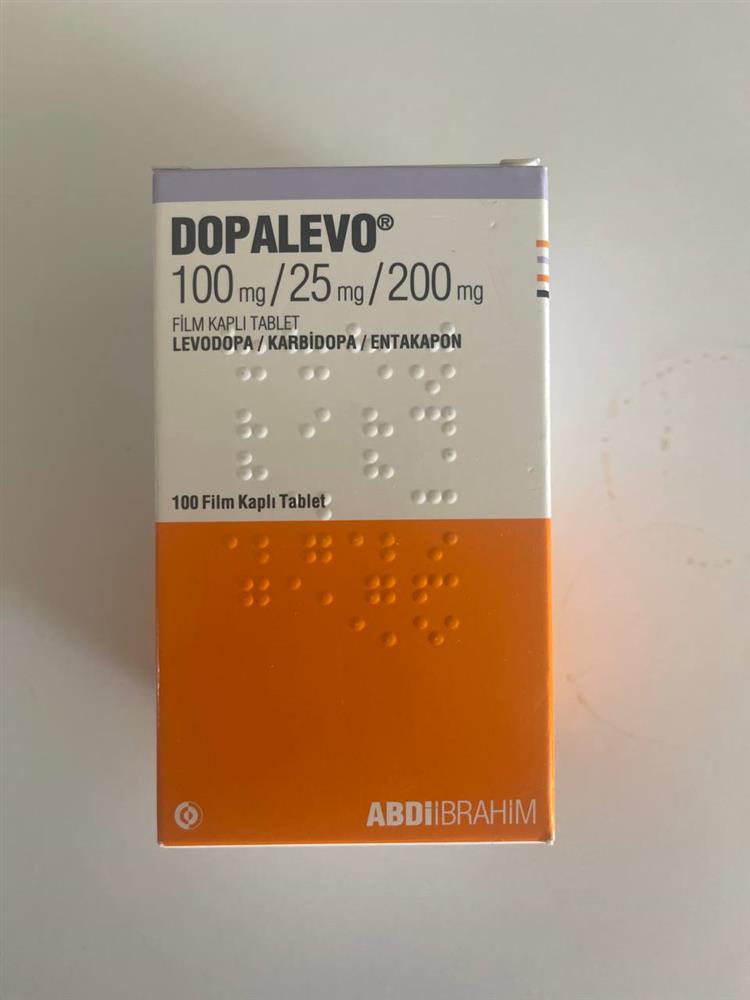 DOPALEVO®
100 mg/25 mg/200 mg
FİLM KAPLI TABLET
LEVODOPA / KARBİDOPA / ENTAKAPON
100 Film Kaplı Tablet
ABDİİBRAHİM